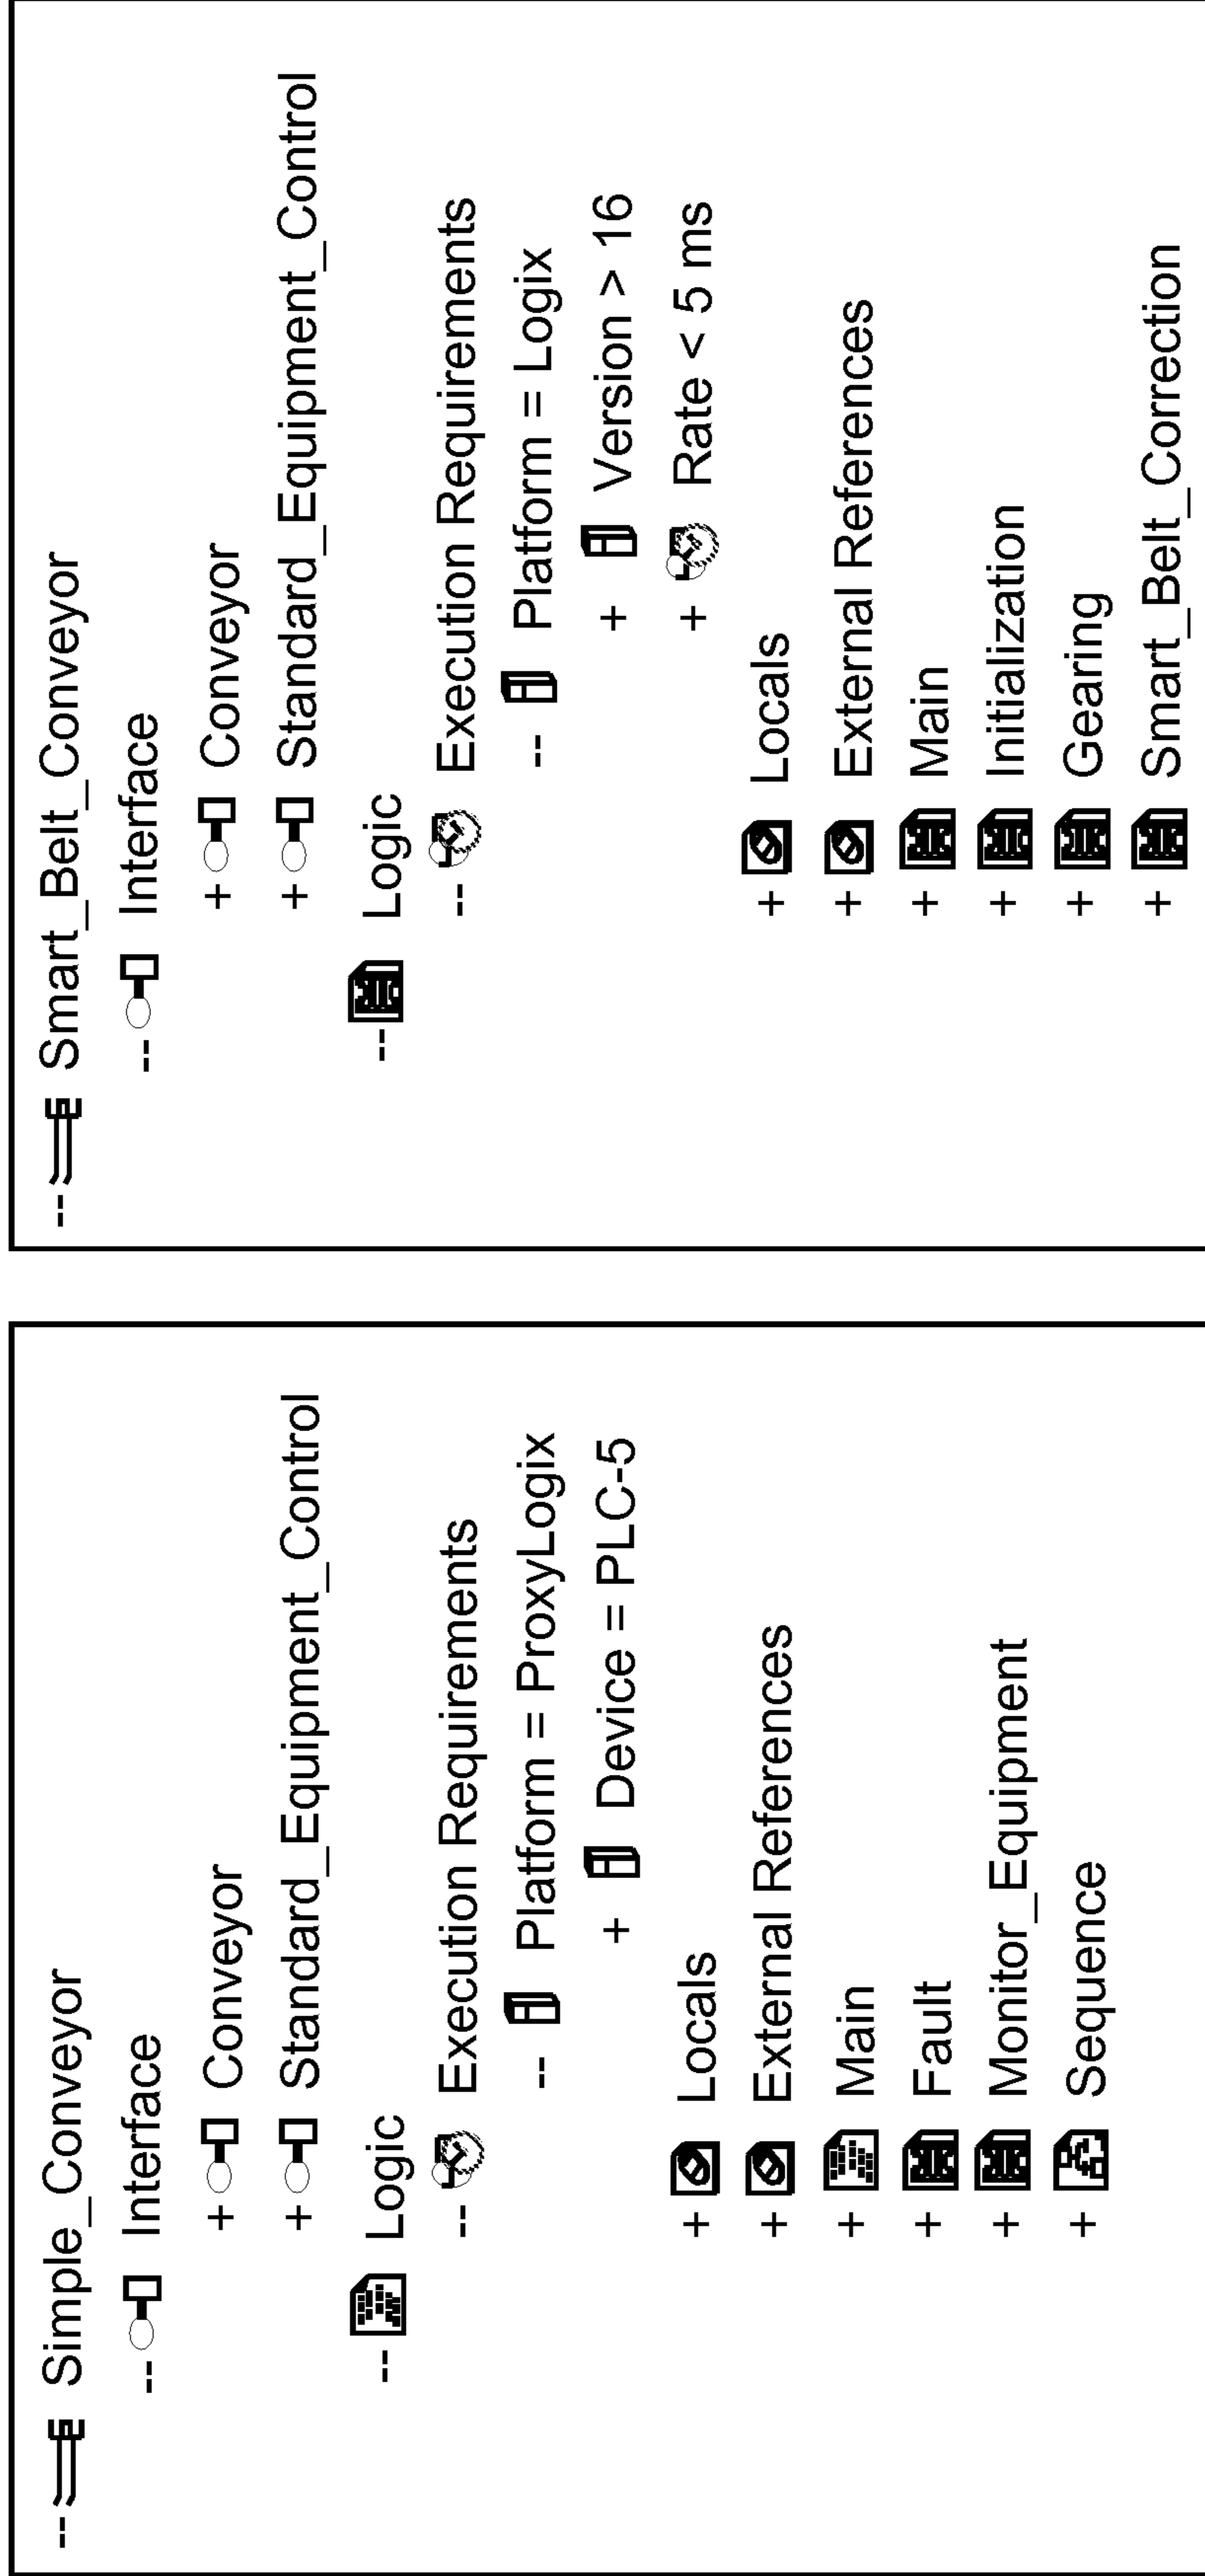 -- Simple_Conveyor
-- Interface
+ Conveyor
+ Standard_Equipment_Control
-- Logic
-- Execution Requirements
-- Platform = ProxyLogix
+ Device = PLC-5
+ Locals
+ External References
+ Main
+ Fault
+ Monitor_Equipment
+ Sequence
-- Smart_Belt_Conveyor
-- Interface
+ Conveyor
+ Standard_Equipment_Control
-- Logic
-- Execution Requirements
-- Platform = Logix
+ Version > 16
+ Rate < 5 ms
+ Locals
+ External References
+ Main
+ Initialization
+ Gearing
+ Smart_Belt_Correction